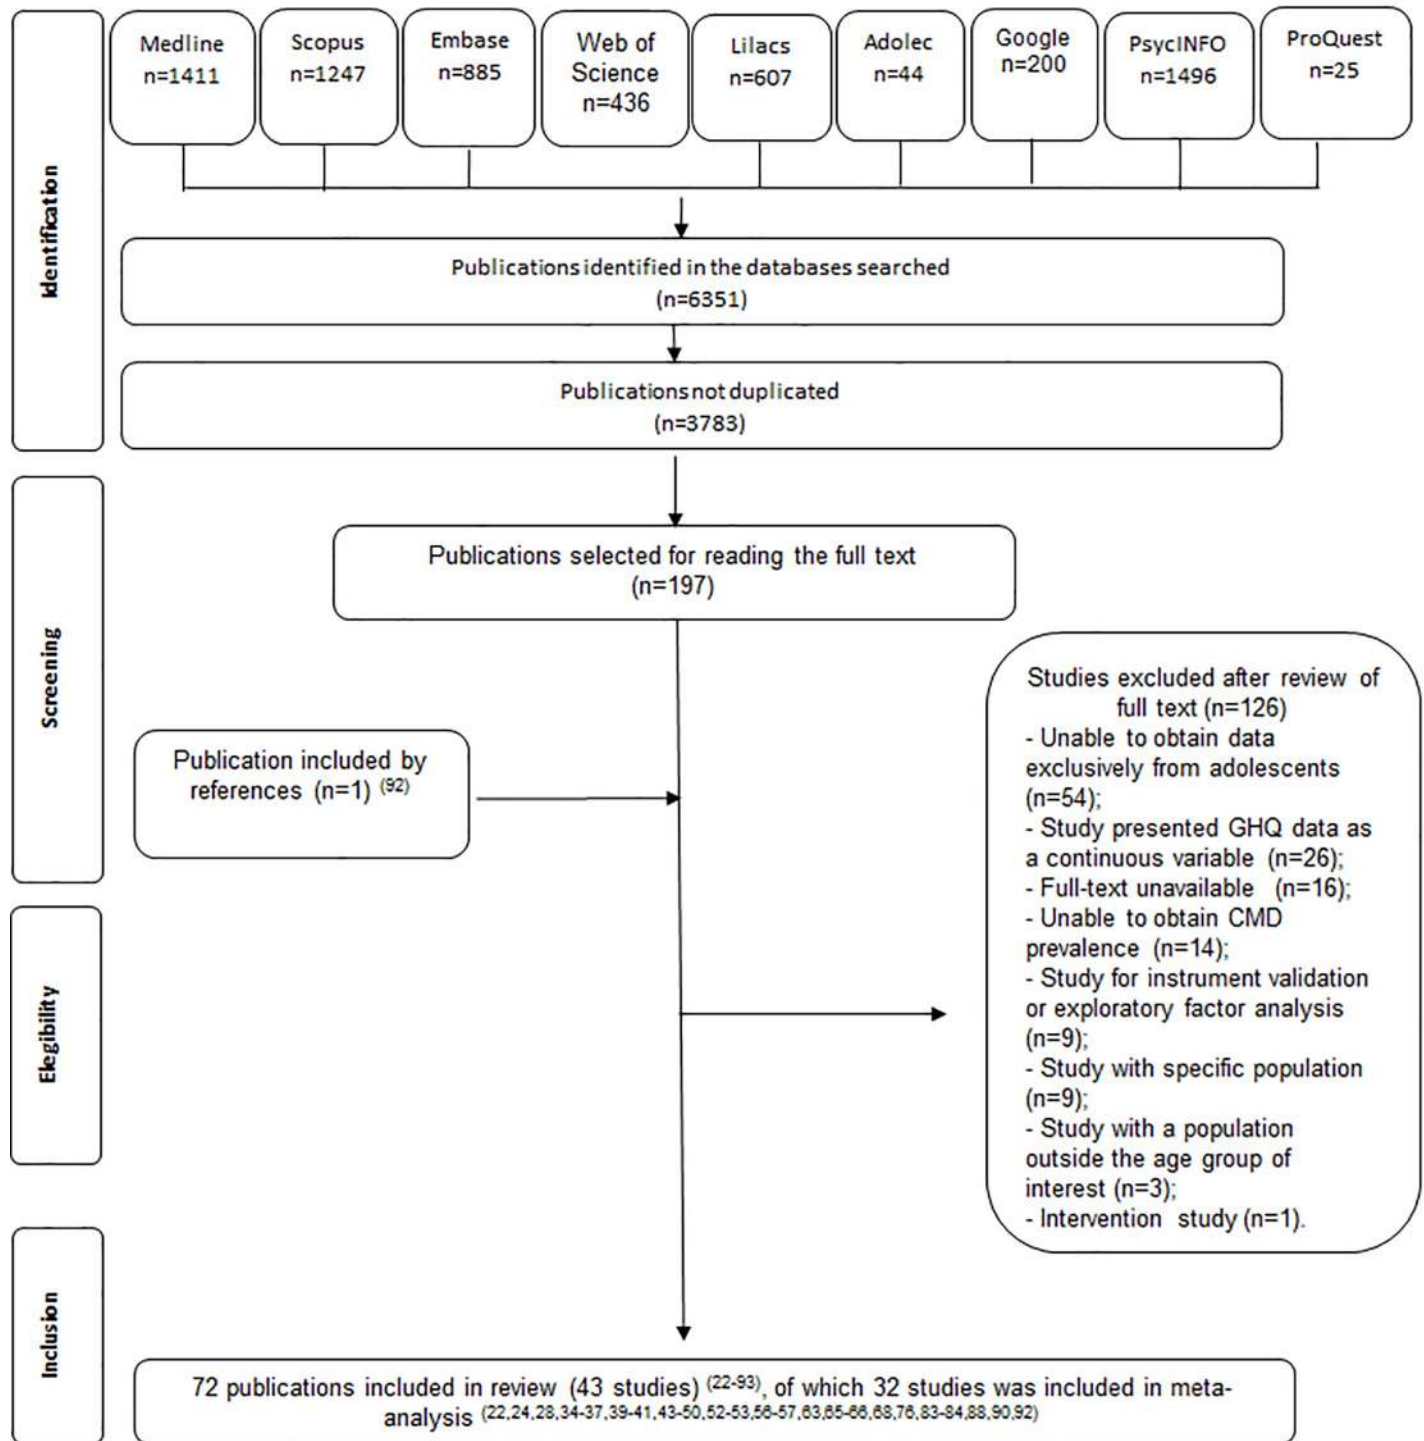 Identification
Medline
n=1411
Scopus
n=1247
Embase
n=885
Web of
Science
n=436
Lilacs
n=607
Adolec
n=44
Google
n=200
PsycINFO
n=1496
ProQuest
n=25
Publications identified in the databases searched
(n=6351)
Publications not duplicated
(n=3783)
Screening
Publications selected for reading the full text
(n=197)
Publication included by
references (n=1) (92)
Elegibility
Studies excluded after review of
full text (n=126)
- Unable to obtain data
exclusively from adolescents
(n=54);
- Study presented GHQ data as
a continuous variable (n=26);
- Full-text unavailable (n=16);
- Unable to obtain CMD
prevalence (n=14);
- Study for instrument validation
or exploratory factor analysis
(n=9);
- Study with specific population
(n=9);
- Study with a population
outside the age group of
interest (n=3);
- Intervention study (n=1).
Inclusion
72 publications included in review (43 studies) (22-93), of which 32 studies was included in meta-
analysis (22,24,28,34-37,39-41,43-50,52-53,56-57,63,65-66,68,76,83-84,88,90,92)